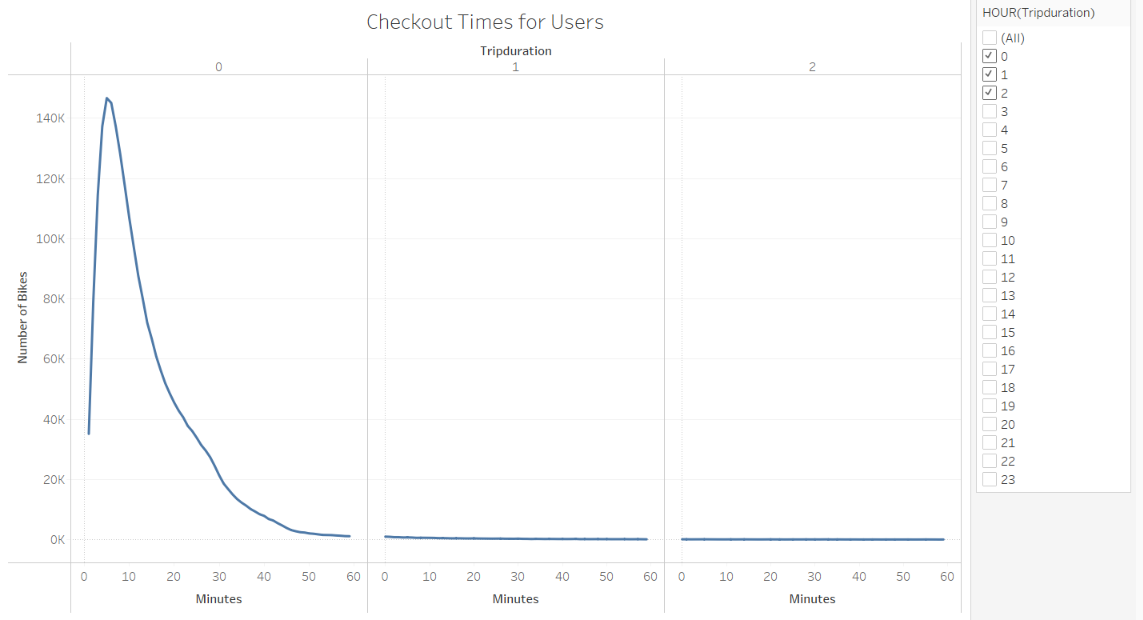 Checkout Times for Users
Tripduration
0 1 2
Number of Bikes
140K
120K
100K
80K
60K
40K
20K
0K
0 10 20 30 40 50 60 0 10 20 30 40 50 60 0 10 20 30 40 50 60
Minutes Minutes Minutes
HOUR(Tripduration)
(All)
0
1
2
3
4
5
6
7
8
9
10
11
12
13
14
15
16
17
18
19
20
21
22
23